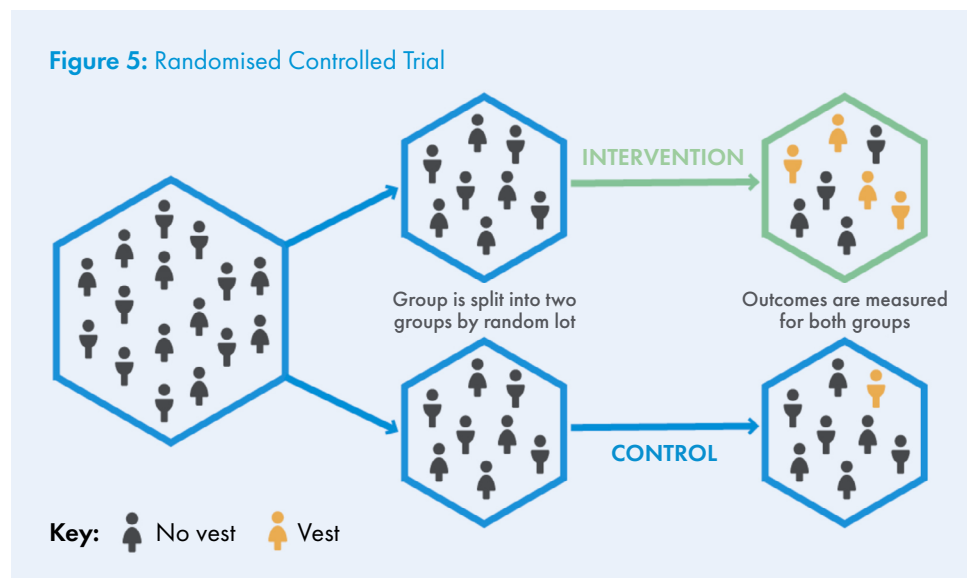 Figure 5: Randomised Controlled Trial
INTERVENTION
Group is split into two
groups by random lot
Outcomes are measured
for both groups
CONTROL
Key: No vest Vest